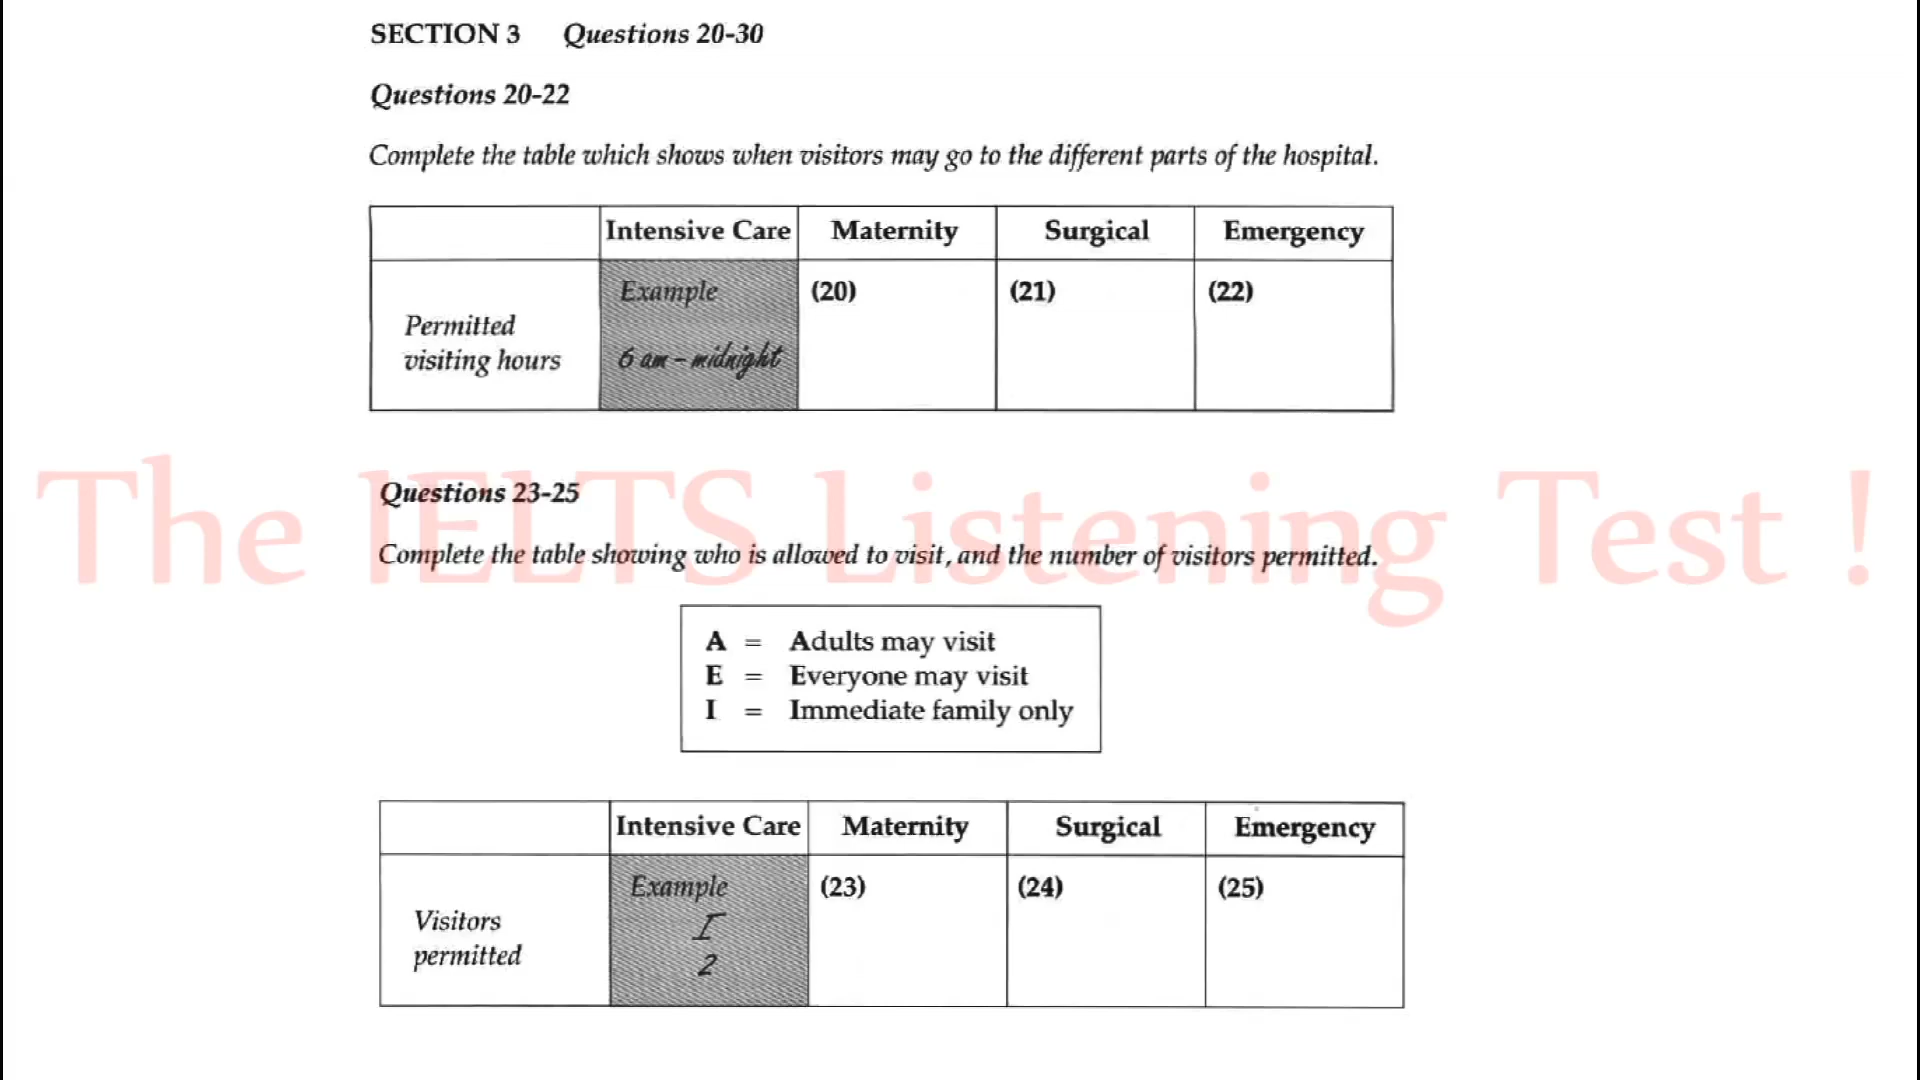 SECTION 3 Questions 20-30
Questions 20-22
Complete the table which shows when visitors may go to the different parts of the hospital.
Intensive Care Maternity Surgical Emergency
Permitted visiting hours
Example
6 am – midnight
(20) (21) (22)
The IELTS Listening Test !
Questions 23-25
Complete the table showing who is allowed to visit, and the number of visitors permitted.
A = Adults may visit
E = Everyone may visit
I = Immediate family only
Intensive Care Maternity Surgical Emergency
Visitors permitted
Example
I
2
(23) (24) (25)